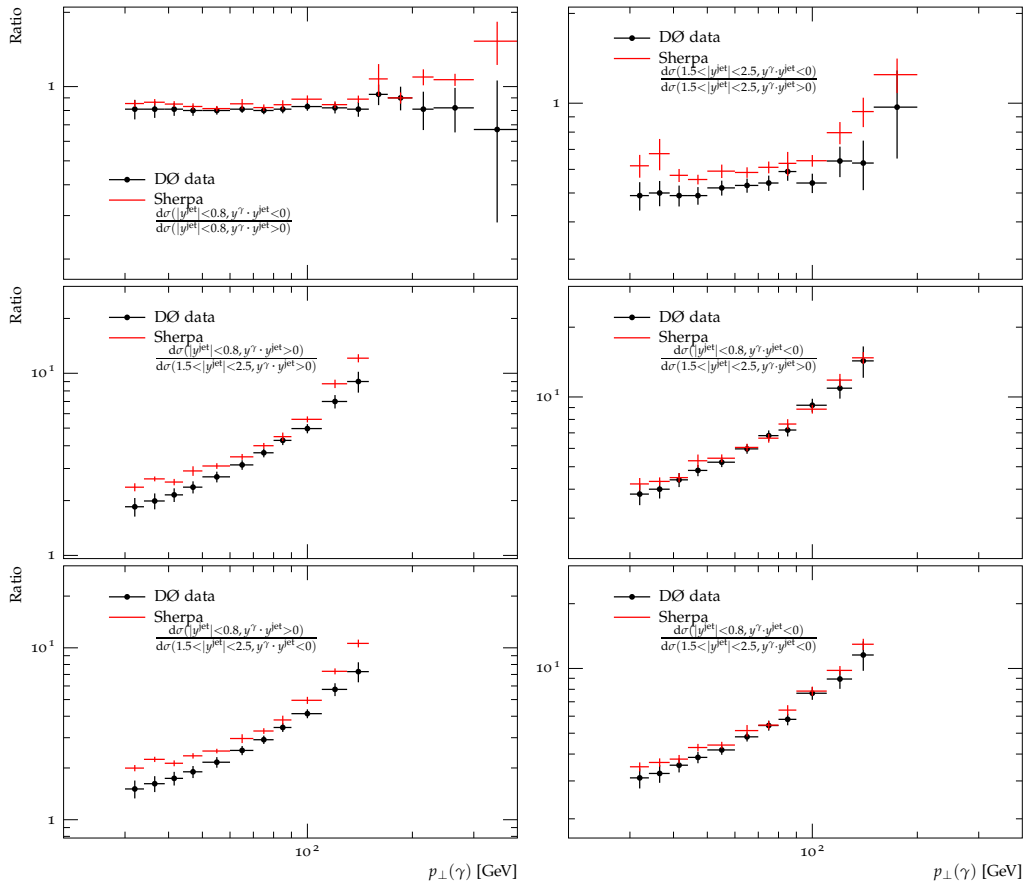 Ratio
1
DØ data
Sherpa
dσ(|y^jet|<0.8, y^γ · y^jet<0)
dσ(|y^jet|<0.8, y^γ · y^jet>0)
1
DØ data
Sherpa
dσ(1.5<|y^jet|<2.5, y^γ·y^jet<0)
dσ(1.5<|y^jet|<2.5, y^γ·y^jet>0)
Ratio
10^1
1
DØ data
Sherpa
dσ(|y^jet|<0.8, y^γ · y^jet>0)
dσ(1.5<|y^jet|<2.5, y^γ · y^jet>0)
10^1
DØ data
Sherpa
dσ(|y^jet|<0.8, y^γ·y^jet<0)
dσ(1.5<|y^jet|<2.5, y^γ·y^jet>0)
Ratio
10^1
1
DØ data
Sherpa
dσ(|y^jet|<0.8, y^γ · y^jet>0)
dσ(1.5<|y^jet|<2.5, y^γ · y^jet<0)
10^2
p⊥(γ) [GeV]
10^1
DØ data
Sherpa
dσ(|y^jet|<0.8, y^γ·y^jet<0)
dσ(1.5<|y^jet|<2.5, y^γ·y^jet<0)
10^2
p⊥(γ) [GeV]